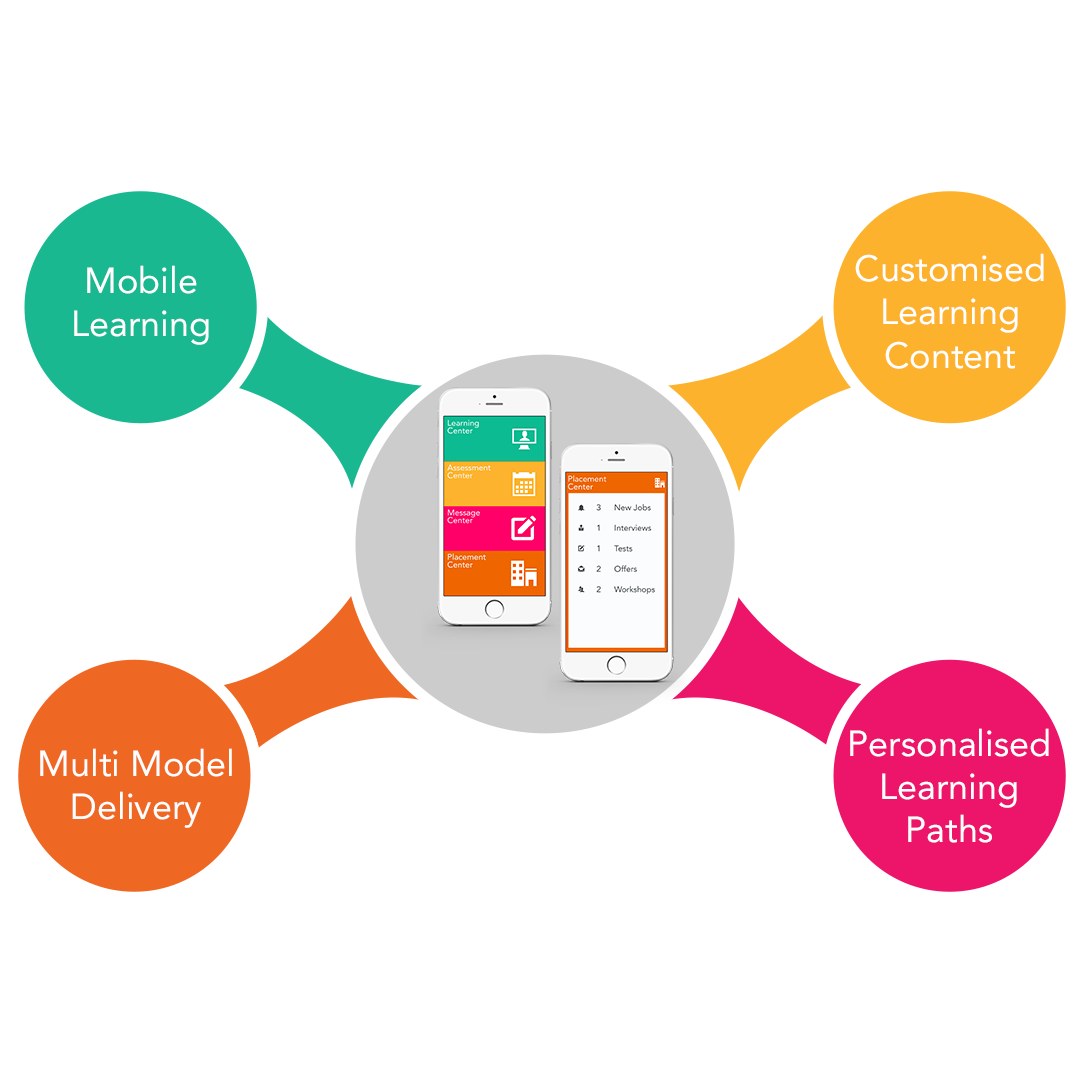 Mobile
Learning
Customised
Learning
Content
Learning
Center
Assessment
Center
Message
Center
Placement
Center
Placement
Center
3 New Jobs
1 Interviews
1 Tests
2 Offers
2 Workshops
Multi Model
Delivery
Personalised
Learning
Paths